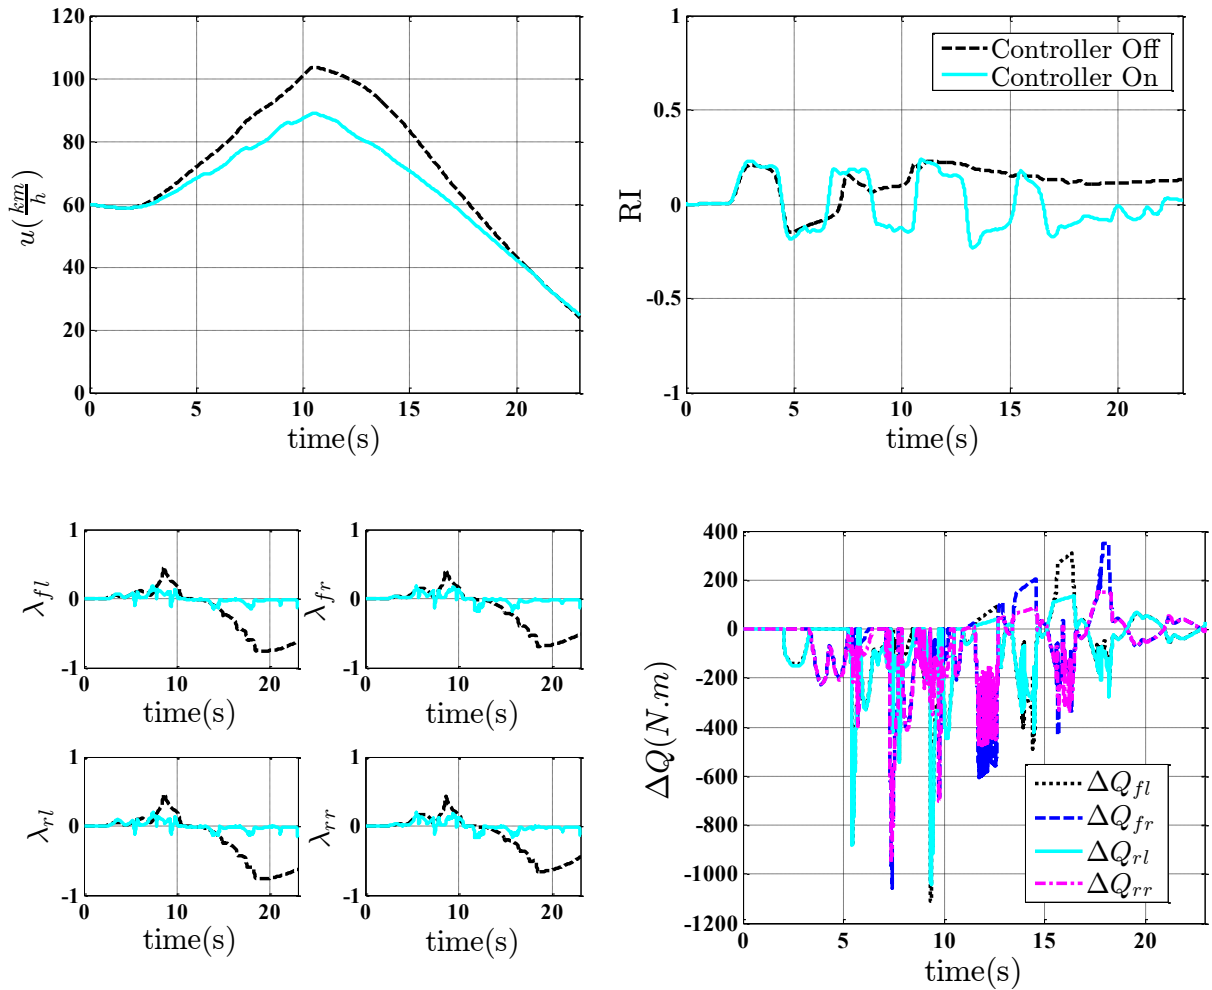 120
100
80
60
40
20
0
0 5 10 15 20
u(km/h)
time(s)
1
0.5
0
-0.5
-1
0 5 10 15 20
RI
time(s)
Controller Off
Controller On
1
0
-1
0 10 20
λfl
time(s)
1
0
-1
0 10 20
λfr
time(s)
1
0
-1
0 10 20
λrl
time(s)
1
0
-1
0 10 20
λrr
time(s)
400
200
0
-200
-400
-600
-800
-1000
-1200
0 5 10 15 20
ΔQ(N.m)
time(s)
ΔQfl
ΔQfr
ΔQrl
ΔQrr